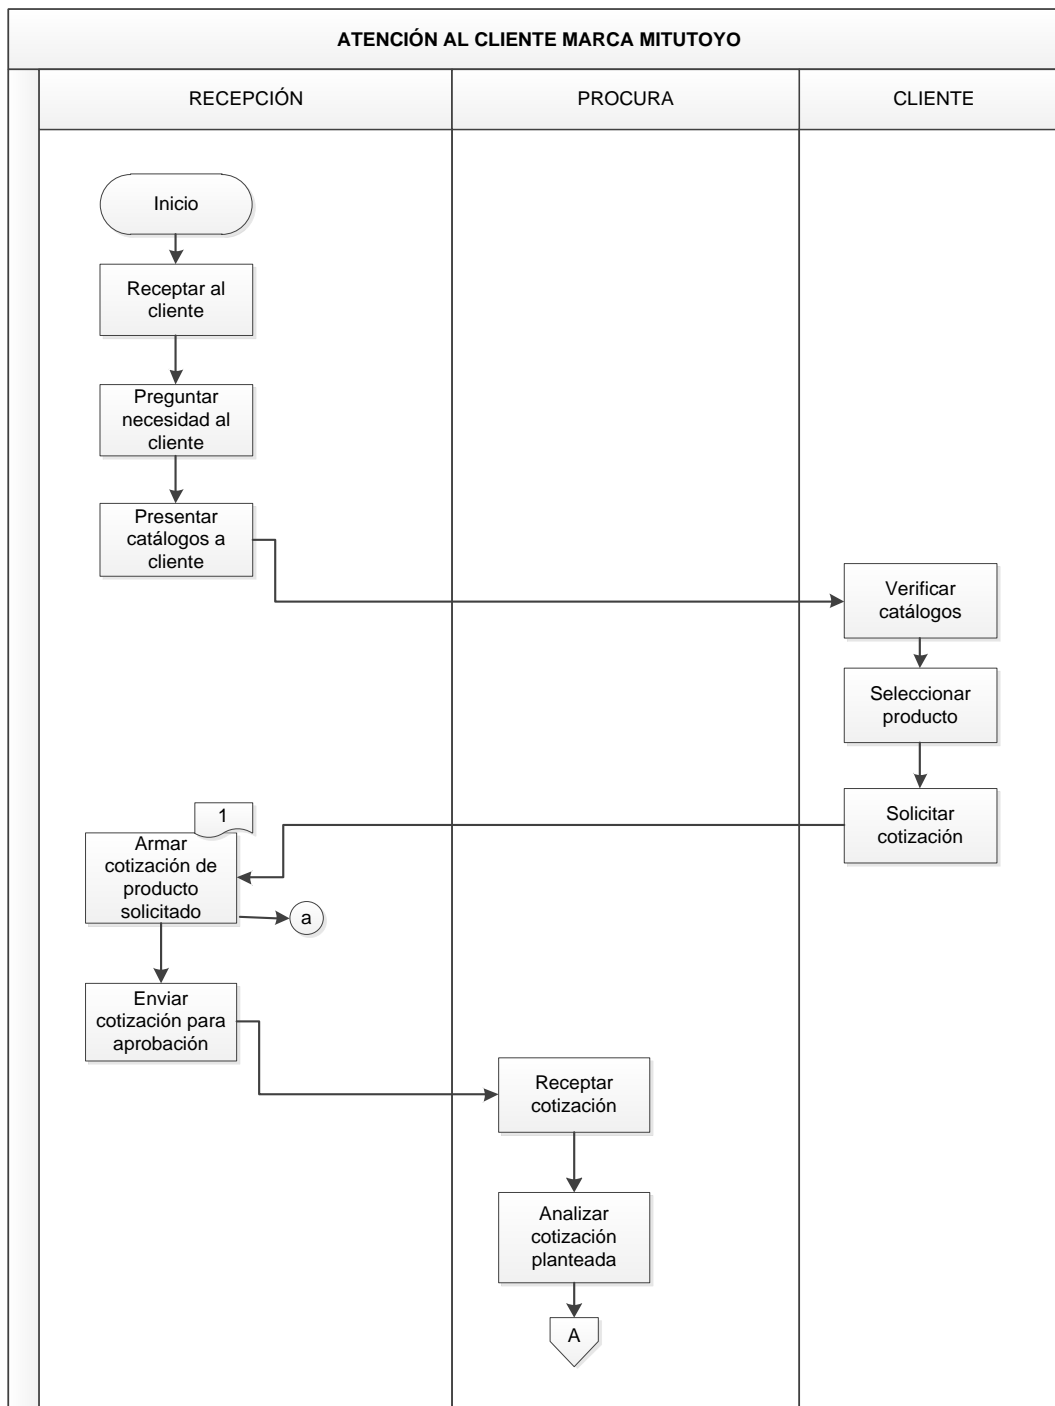 ATENCIÓN AL CLIENTE MARCA MITUTOYO
RECEPCIÓN
PROCURA
CLIENTE
Inicio
Receptar al
cliente
Preguntar
necesidad al
cliente
Presentar
catálogos a
cliente
Verificar
catálogos
Seleccionar
producto
Solicitar
cotización
1
Armar
cotización de
producto
solicitado
a
Enviar
cotización para
aprobación
Receptar
cotización
Analizar
cotización
planteada
A